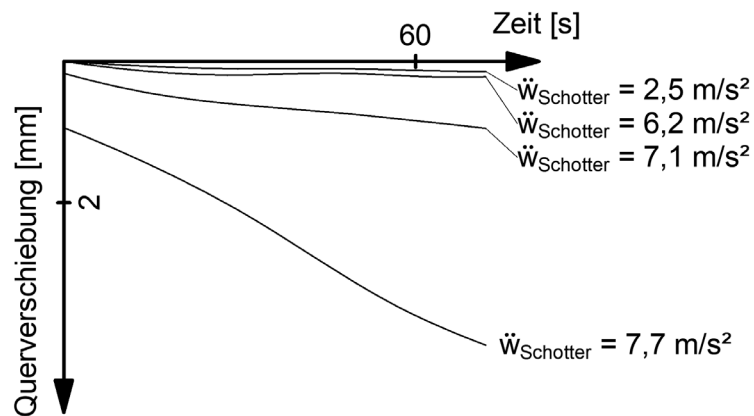 Zeit [s]
60
ẅSchotter = 2,5 m/s²
ẅSchotter = 6,2 m/s²
ẅSchotter = 7,1 m/s²
Querverschiebung [mm]
2
ẅSchotter = 7,7 m/s²